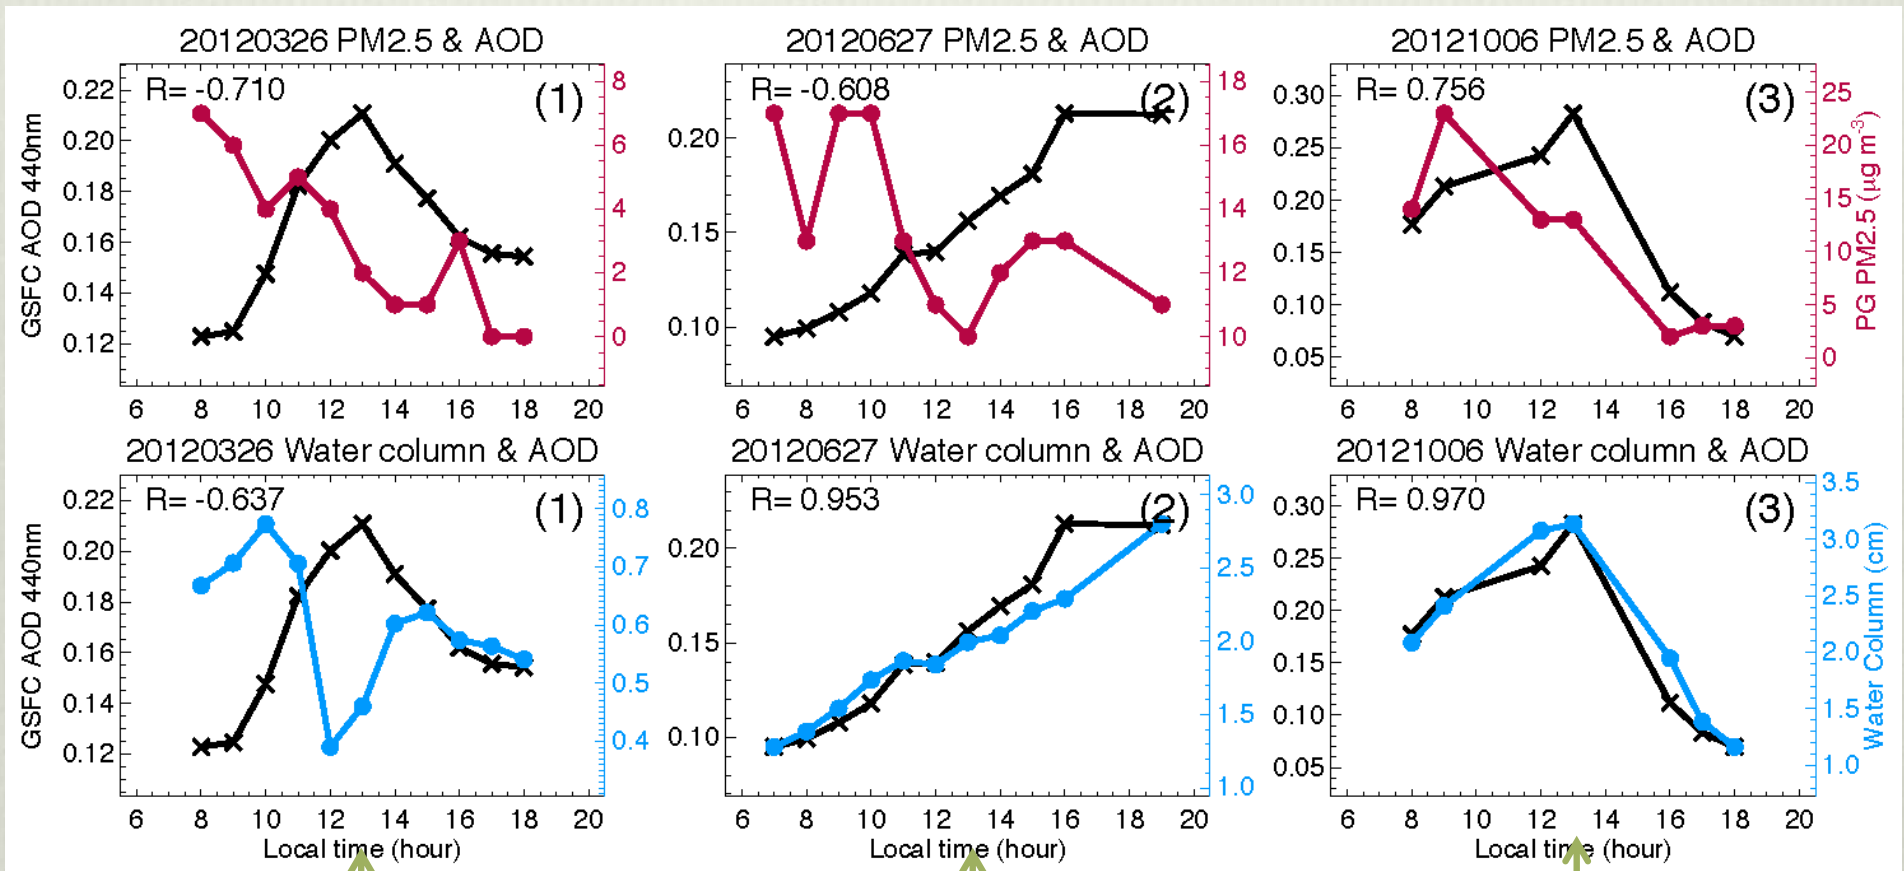 20120326 PM2.5 & AOD
R= -0.710
(1)
GSFC AOD 440nm
0.22
0.20
0.18
0.16
0.14
0.12
8
6
4
2
0
6 8 10 12 14 16 18 20
20120627 PM2.5 & AOD
R= -0.608
(2)
0.20
0.15
0.10
18
16
14
12
10
6 8 10 12 14 16 18 20
20121006 PM2.5 & AOD
R= 0.756
(3)
0.30
0.25
0.20
0.15
0.10
0.05
25
20
15
10
5
0
PG PM2.5 (μg m-3)
6 8 10 12 14 16 18 20
20120326 Water column & AOD
R= -0.637
(1)
GSFC AOD 440nm
0.22
0.20
0.18
0.16
0.14
0.12
0.8
0.7
0.6
0.5
0.4
6 8 10 12 14 16 18 20
Local time (hour)
20120627 Water column & AOD
R= 0.953
(2)
0.20
0.15
0.10
3.0
2.5
2.0
1.5
1.0
6 8 10 12 14 16 18 20
Local time (hour)
20121006 Water column & AOD
R= 0.970
(3)
0.30
0.25
0.20
0.15
0.10
0.05
3.5
3.0
2.5
2.0
1.5
1.0
Water Column (cm)
6 8 10 12 14 16 18 20
Local time (hour)